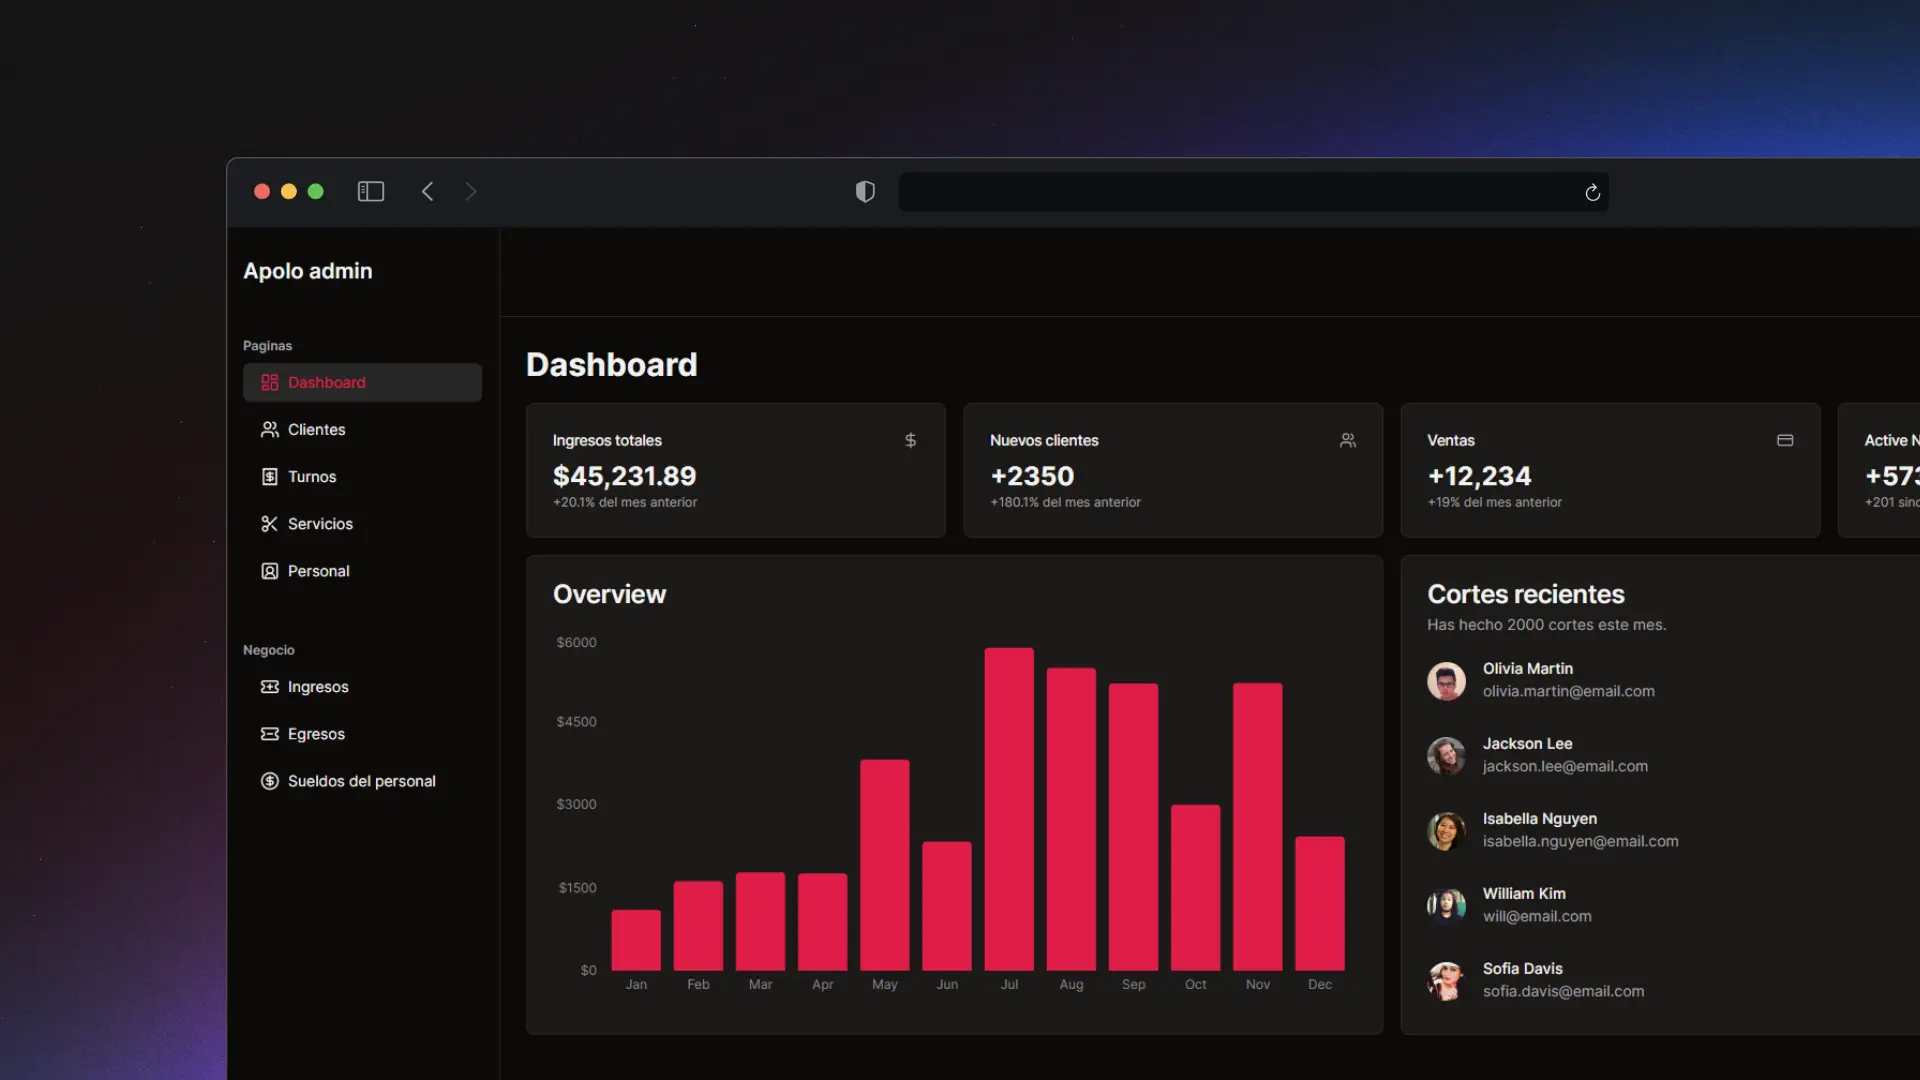 Apolo admin
Paginas
Dashboard
Clientes
Turnos
Servicios
Personal
Negocio
Ingresos
Egresos
Sueldos del personal
Dashboard
Ingresos totales
$
$45,231.89
+20.1% del mes anterior
Nuevos clientes
+2350
+180.1% del mes anterior
Ventas
+12,234
+19% del mes anterior
Active
+573
+201
Overview
$6000
$4500
$3000
$1500
$0
Jan
Feb
Mar
Apr
May
Jun
Jul
Aug
Sep
Oct
Nov
Dec
Cortes recientes
Has hecho 2000 cortes este mes.
Olivia Martin
olivia.martin@email.com
Jackson Lee
jackson.lee@email.com
Isabella Nguyen
isabella.nguyen@email.com
William Kim
will@email.com
Sofia Davis
sofia.davis@email.com